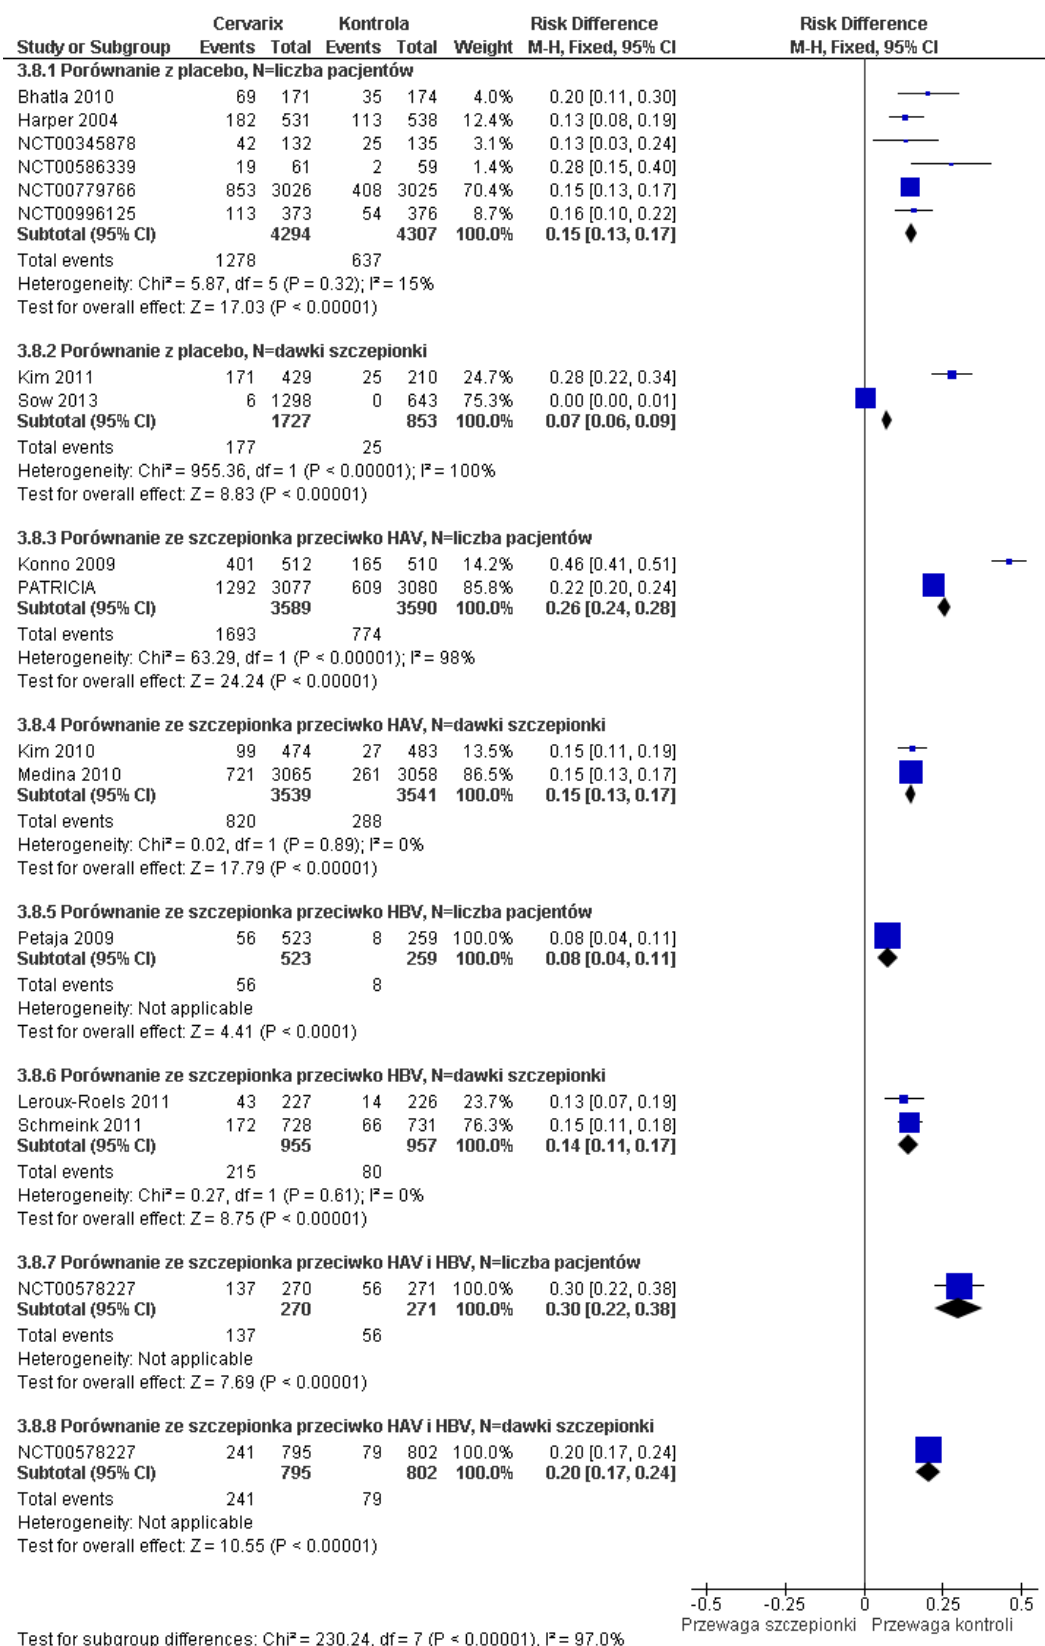 Cervarix Kontrola Risk Difference Risk Difference
Study or Subgroup Events Total Events Total Weight M-H, Fixed, 95% CI M-H, Fixed, 95% CI
3.8.1 Porównanie z placebo, N=liczba pacjentów
Bhatla 2010 69 171 35 174 4.0% 0.20 [0.11, 0.30]
Harper 2004 182 531 113 538 12.4% 0.13 [0.08, 0.19]
NCT00345878 42 132 25 135 3.1% 0.13 [0.03, 0.24]
NCT00586339 19 61 2 59 1.4% 0.28 [0.15, 0.40]
NCT00779766 853 3026 408 3025 70.4% 0.15 [0.13, 0.17]
NCT00996125 113 373 54 376 8.7% 0.16 [0.10, 0.22]
Subtotal (95% CI) 4294 4307 100.0% 0.15 [0.13, 0.17]
Total events 1278 637
Heterogeneity: Chi² = 5.87, df = 5 (P = 0.32); I² = 15%
Test for overall effect: Z = 17.03 (P < 0.00001)
3.8.2 Porównanie z placebo, N=dawki szczepionki
Kim 2011 171 429 25 210 24.7% 0.28 [0.22, 0.34]
Sow 2013 6 1298 0 643 75.3% 0.00 [0.00, 0.01]
Subtotal (95% CI) 1727 853 100.0% 0.07 [0.06, 0.09]
Total events 177 25
Heterogeneity: Chi² = 955.36, df = 1 (P < 0.00001); I² = 100%
Test for overall effect: Z = 8.83 (P < 0.00001)
3.8.3 Porównanie ze szczepionka przeciwko HAV, N=liczba pacjentów
Konno 2009 401 512 165 510 14.2% 0.46 [0.41, 0.51]
PATRICIA 1292 3077 609 3080 85.8% 0.22 [0.20, 0.24]
Subtotal (95% CI) 3589 3590 100.0% 0.26 [0.24, 0.28]
Total events 1693 774
Heterogeneity: Chi² = 63.29, df = 1 (P < 0.00001); I² = 98%
Test for overall effect: Z = 24.24 (P < 0.00001)
3.8.4 Porównanie ze szczepionka przeciwko HAV, N=dawki szczepionki
Kim 2010 99 474 27 483 13.5% 0.15 [0.11, 0.19]
Medina 2010 721 3065 261 3058 86.5% 0.15 [0.13, 0.17]
Subtotal (95% CI) 3539 3541 100.0% 0.15 [0.13, 0.17]
Total events 820 288
Heterogeneity: Chi² = 0.02, df = 1 (P = 0.89); I² = 0%
Test for overall effect: Z = 17.79 (P < 0.00001)
3.8.5 Porównanie ze szczepionka przeciwko HBV, N=liczba pacjentów
Petaja 2009 56 523 8 259 100.0% 0.08 [0.04, 0.11]
Subtotal (95% CI) 523 259 100.0% 0.08 [0.04, 0.11]
Total events 56 8
Heterogeneity: Not applicable
Test for overall effect: Z = 4.41 (P < 0.0001)
3.8.6 Porównanie ze szczepionka przeciwko HBV, N=dawki szczepionki
Leroux-Roels 2011 43 227 14 226 23.7% 0.13 [0.07, 0.19]
Schmeink 2011 172 728 66 731 76.3% 0.15 [0.11, 0.18]
Subtotal (95% CI) 955 957 100.0% 0.14 [0.11, 0.17]
Total events 215 80
Heterogeneity: Chi² = 0.27, df = 1 (P = 0.61); I² = 0%
Test for overall effect: Z = 8.75 (P < 0.00001)
3.8.7 Porównanie ze szczepionka przeciwko HAV i HBV, N=liczba pacjentów
NCT00578227 137 270 56 271 100.0% 0.30 [0.22, 0.38]
Subtotal (95% CI) 270 271 100.0% 0.30 [0.22, 0.38]
Total events 137 56
Heterogeneity: Not applicable
Test for overall effect: Z = 7.69 (P < 0.00001)
3.8.8 Porównanie ze szczepionka przeciwko HAV i HBV, N=dawki szczepionki
NCT00578227 241 795 79 802 100.0% 0.20 [0.17, 0.24]
Subtotal (95% CI) 795 802 100.0% 0.20 [0.17, 0.24]
Total events 241 79
Heterogeneity: Not applicable
Test for overall effect: Z = 10.55 (P < 0.00001)
-0.5 -0.25 0 0.25 0.5
Przewaga szczepionki Przewaga kontroli
Test for subgroup differences: Chi² = 230.24, df = 7 (P < 0.00001), I² = 97.0%